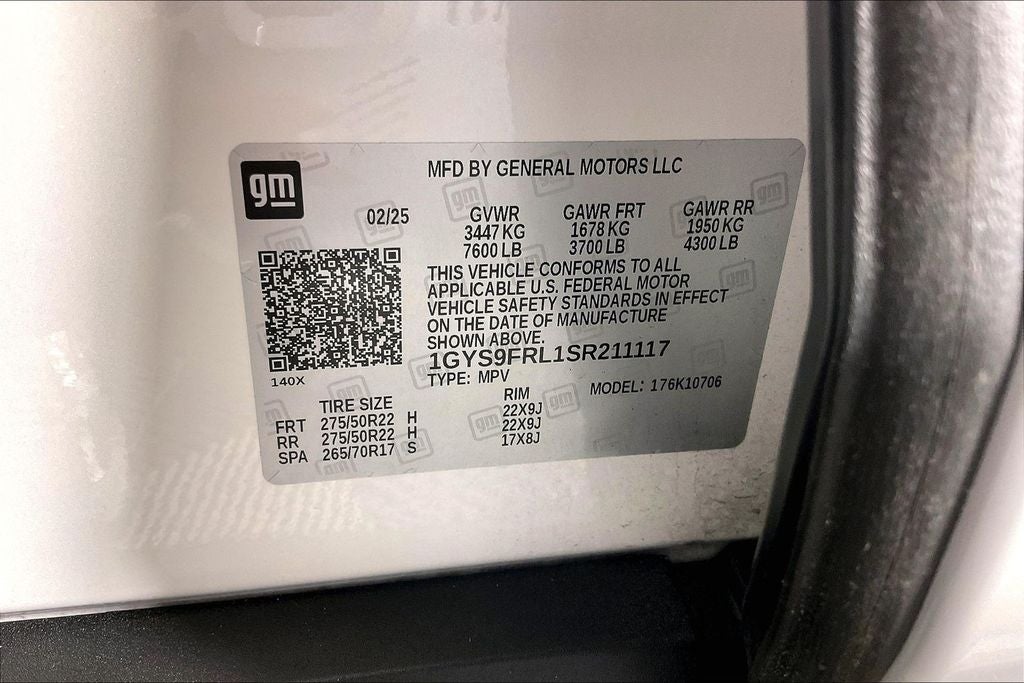 gm
MFD BY GENERAL MOTORS LLC
02/25 GVWR GAWR FRT GAWR RR
3447 KG 1678 KG 1950 KG
7600 LB 3700 LB 4300 LB
THIS VEHICLE CONFORMS TO ALL
APPLICABLE U.S. FEDERAL MOTOR
VEHICLE SAFETY STANDARDS IN EFFECT
ON THE DATE OF MANUFACTURE
SHOWN ABOVE.
1GYS9FRL1SR211117
140X
TYPE: MPV MODEL: 176K10706
TIRE SIZE RIM
FRT 275/50R22 H 22X9J
RR 275/50R22 H 22X9J
SPA 265/70R17 S 17X8J